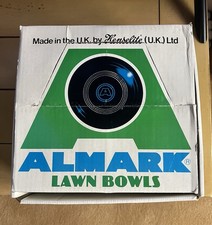 Made in the U.K. by Henselite (U.K.) Ltd
ALMARK®
LAWN BOWLS